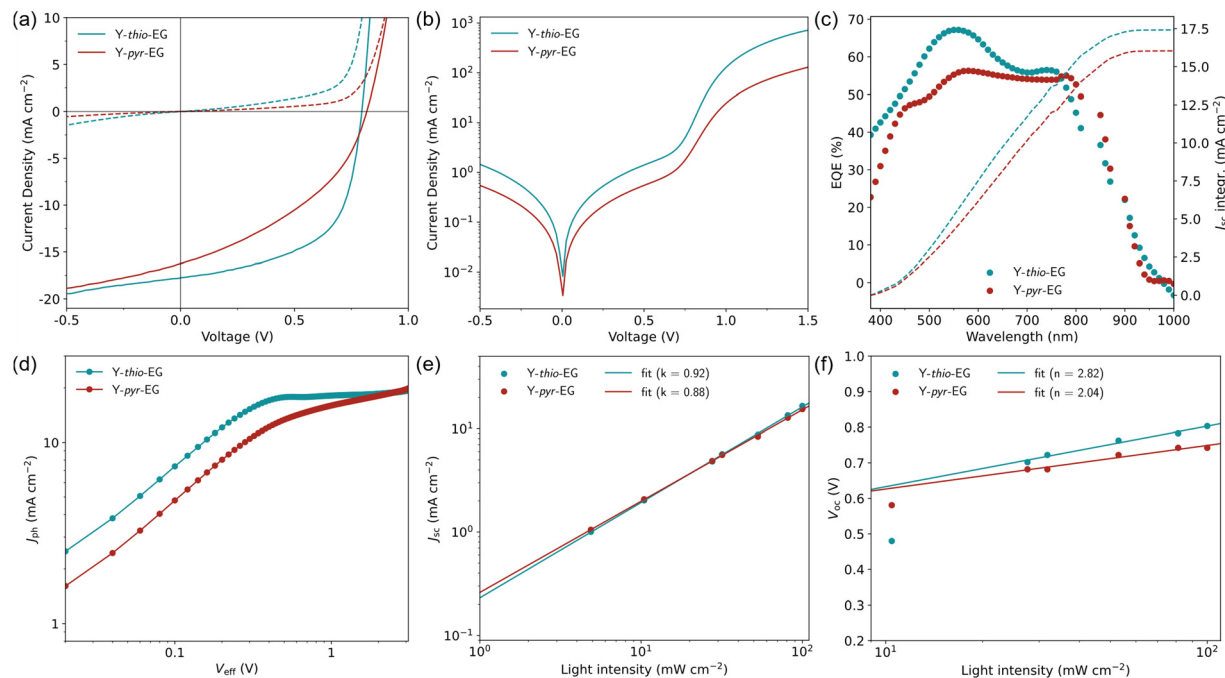 (a)
Y-thio-EG
Y-pyr-EG
10
5
0
-5
-10
-15
-20
-0.5
0.0
0.5
1.0
Current Density (mA cm⁻²)
Voltage (V)
(b)
Y-thio-EG
Y-pyr-EG
10³
10²
10¹
10⁰
10⁻¹
10⁻²
-0.5
0.0
0.5
1.0
1.5
Current Density (mA cm⁻²)
Voltage (V)
(c)
70
60
50
40
30
20
10
0
EQE (%)
17.5
15.0
12.5
10.0
7.5
5.0
2.5
0.0
Jsc integr. (mA cm⁻²)
Y-thio-EG
Y-pyr-EG
400
500
600
700
800
900
1000
Wavelength (nm)
(d)
Y-thio-EG
Y-pyr-EG
10
1
0.1
1
Jph (mA cm⁻²)
Veff (V)
(e)
Y-thio-EG
Y-pyr-EG
fit (k = 0.92)
fit (k = 0.88)
10²
10¹
10⁰
10⁻¹
10⁰
10¹
10²
Jsc (mA cm⁻²)
Light intensity (mW cm⁻²)
(f)
Y-thio-EG
Y-pyr-EG
fit (n = 2.82)
fit (n = 2.04)
1.0
0.9
0.8
0.7
0.6
0.5
0.4
0.3
0.2
10¹
10²
Voc (V)
Light intensity (mW cm⁻²)